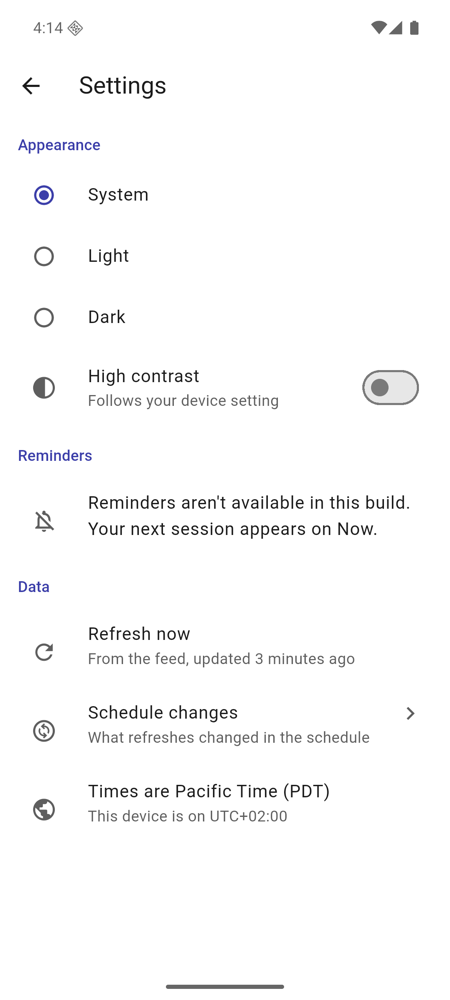 4:14
Settings
Appearance
System
Light
Dark
High contrast
Follows your device setting
Reminders
Reminders aren't available in this build.
Your next session appears on Now.
Data
Refresh now
From the feed, updated 3 minutes ago
Schedule changes
What refreshes changed in the schedule
Times are Pacific Time (PDT)
This device is on UTC+02:00